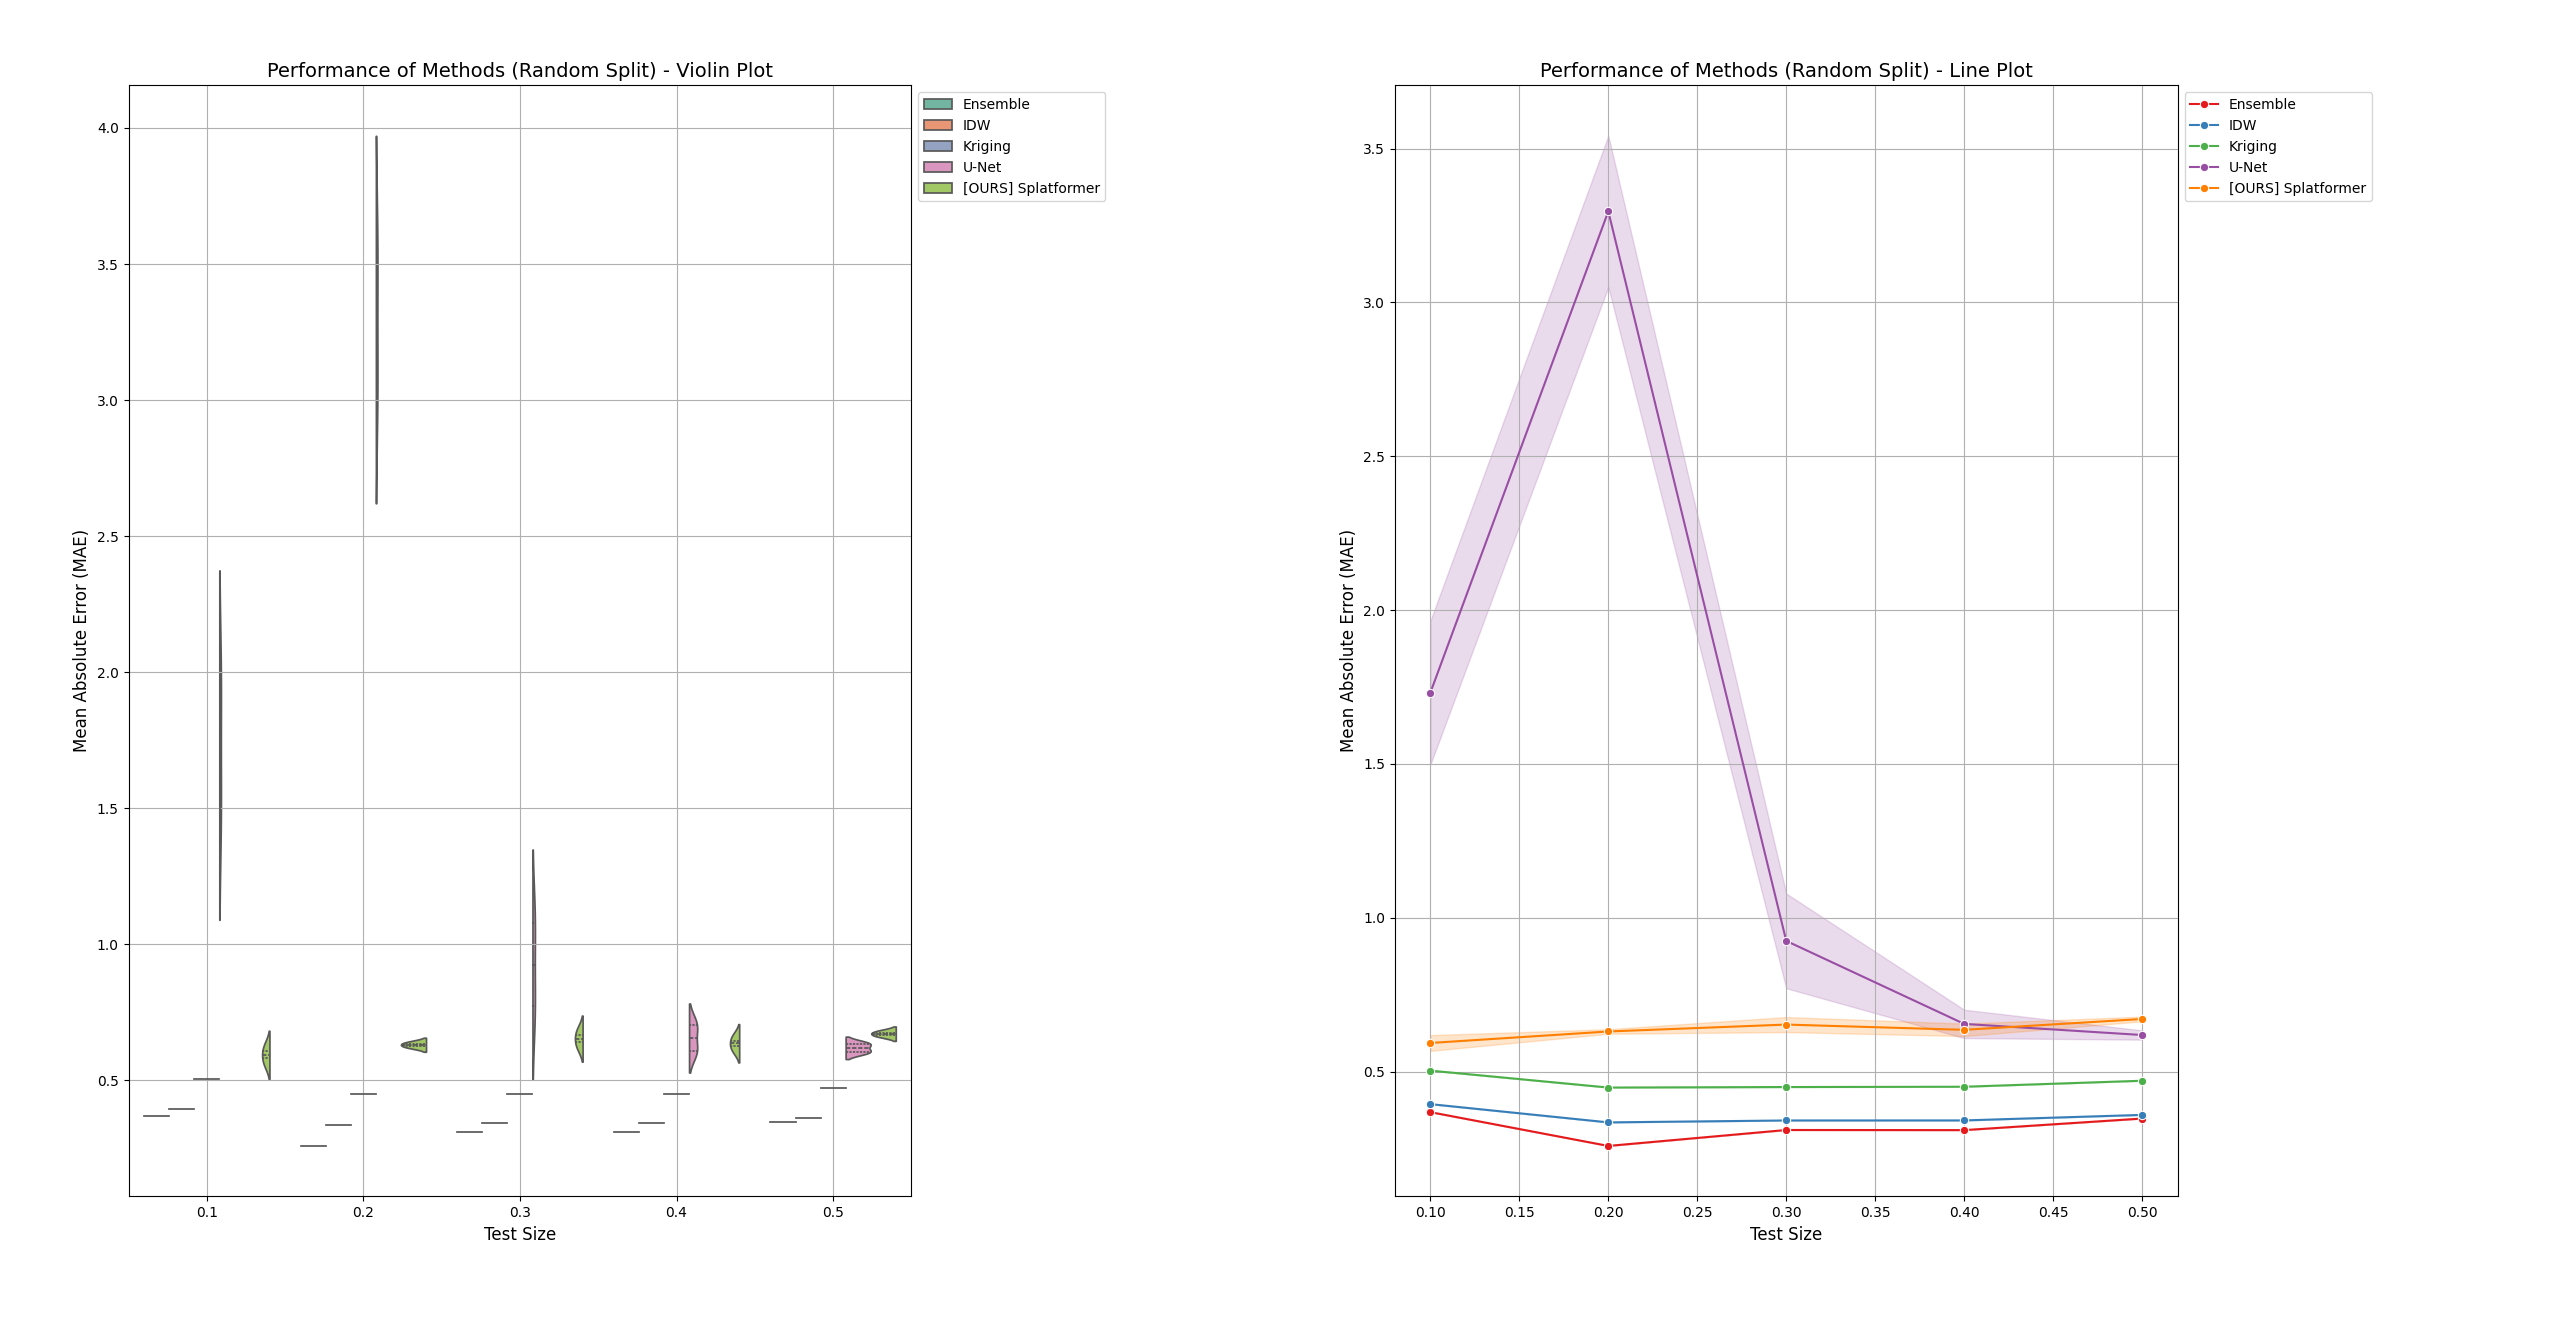 Performance of Methods (Random Split) - Violin Plot
Mean Absolute Error (MAE)
4.0
3.5
3.0
2.5
2.0
1.5
1.0
0.5
0.1 0.2 0.3 0.4 0.5
Test Size
Ensemble
IDW
Kriging
U-Net
[OURS] Splatformer
Performance of Methods (Random Split) - Line Plot
Mean Absolute Error (MAE)
3.5
3.0
2.5
2.0
1.5
1.0
0.5
0.10 0.15 0.20 0.25 0.30 0.35 0.40 0.45 0.50
Test Size
Ensemble
IDW
Kriging
U-Net
[OURS] Splatformer